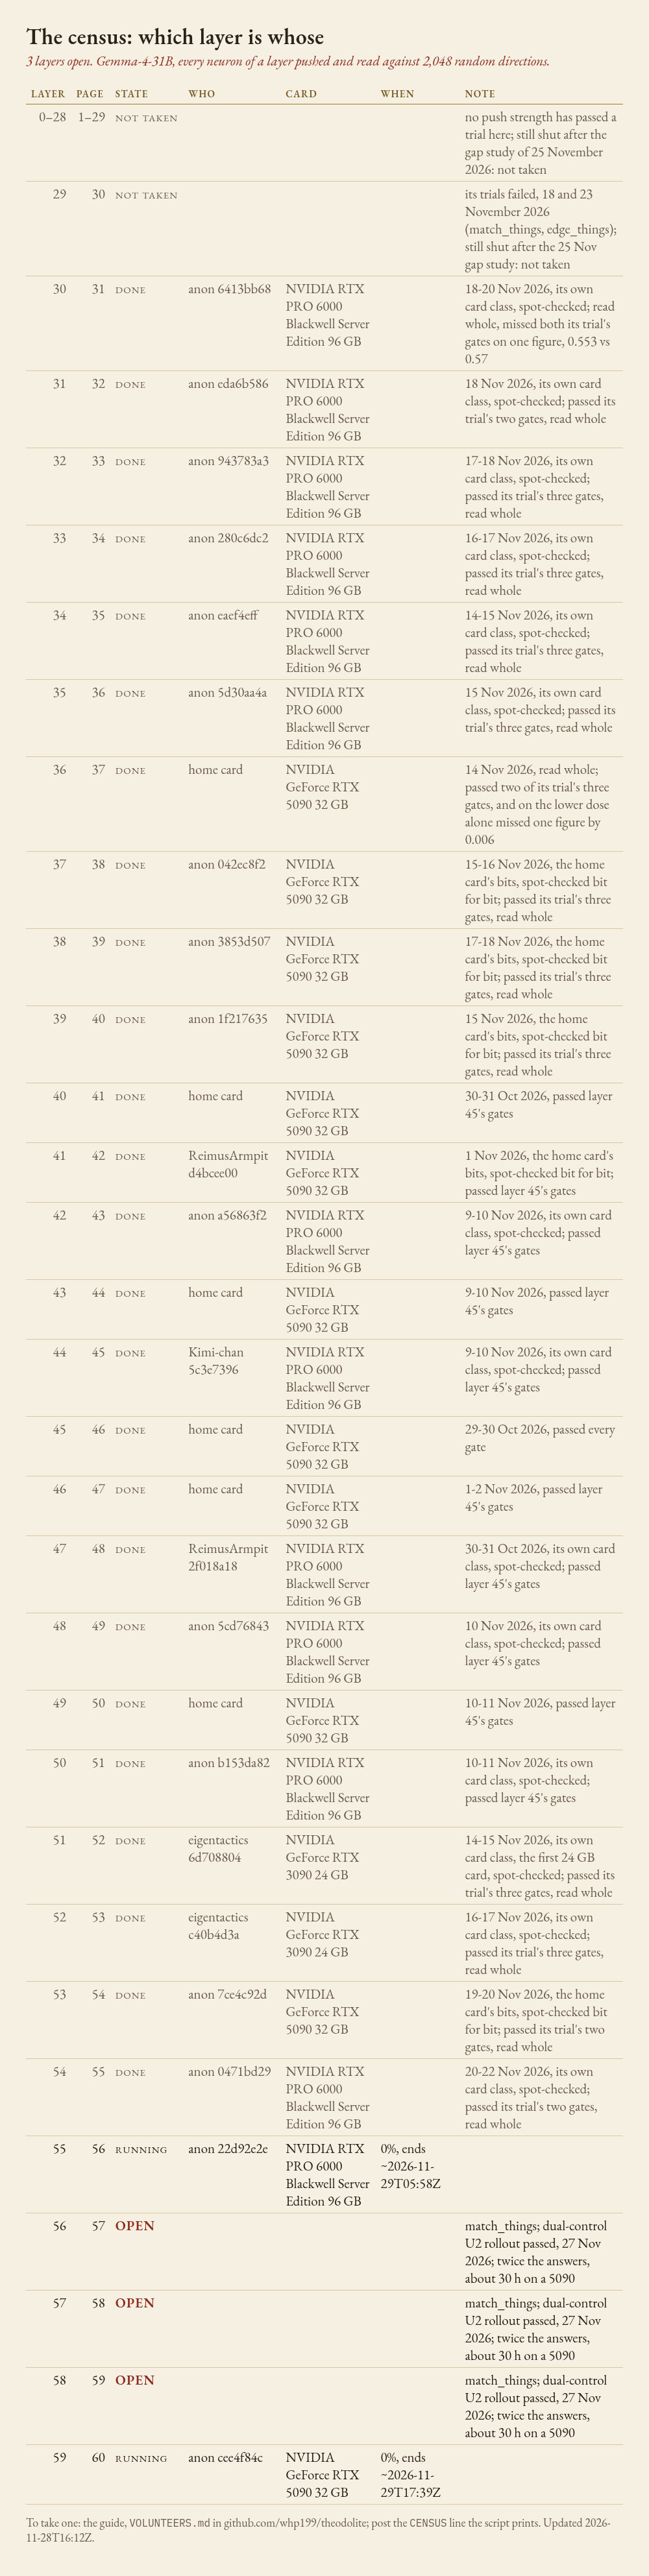 The census: which layer is whose
3 layers open. Gemma-4-31B, every neuron of a layer pushed and read against 2,048 random directions.
LAYER PAGE STATE WHO CARD WHEN NOTE
0–28 1–29 NOT TAKEN no push strength has passed a
trial here; still shut after the
gap study of 25 November
2026: not taken
29 30 NOT TAKEN its trials failed, 18 and 23
November 2026
(match_things, edge_things);
still shut after the 25 Nov
gap study: not taken
30 31 DONE anon 6413bb68 NVIDIA RTX 18-20 Nov 2026, its own
PRO 6000 card class, spot-checked; read
Blackwell Server whole, missed both its trial's
Edition 96 GB gates on one figure, 0.553 vs
0.57
31 32 DONE anon eda6b586 NVIDIA RTX 18 Nov 2026, its own card
PRO 6000 class, spot-checked; passed its
Blackwell Server trial's two gates, read whole
Edition 96 GB
32 33 DONE anon 943783a3 NVIDIA RTX 17-18 Nov 2026, its own
PRO 6000 card class, spot-checked;
Blackwell Server passed its trial's three gates,
Edition 96 GB read whole
33 34 DONE anon 280c6dc2 NVIDIA RTX 16-17 Nov 2026, its own
PRO 6000 card class, spot-checked;
Blackwell Server passed its trial's three gates,
Edition 96 GB read whole
34 35 DONE anon eaef4eff NVIDIA RTX 14-15 Nov 2026, its own
PRO 6000 card class, spot-checked;
Blackwell Server passed its trial's three gates,
Edition 96 GB read whole
35 36 DONE anon 5d30aa4a NVIDIA RTX 15 Nov 2026, its own card
PRO 6000 class, spot-checked; passed its
Blackwell Server trial's three gates, read whole
Edition 96 GB
36 37 DONE home card NVIDIA 14 Nov 2026, read whole;
GeForce RTX passed two of its trial's three
5090 32 GB gates, and on the lower dose
alone missed one figure by
0.006
37 38 DONE anon 042ec8f2 NVIDIA 15-16 Nov 2026, the home
GeForce RTX card's bits, spot-checked bit
5090 32 GB for bit; passed its trial's three
gates, read whole
38 39 DONE anon 3853d507 NVIDIA 17-18 Nov 2026, the home
GeForce RTX card's bits, spot-checked bit
5090 32 GB for bit; passed its trial's three
gates, read whole
39 40 DONE anon 1f217635 NVIDIA 15 Nov 2026, the home
GeForce RTX card's bits, spot-checked bit
5090 32 GB for bit; passed its trial's three
gates, read whole
40 41 DONE home card NVIDIA 30-31 Oct 2026, passed layer
GeForce RTX 45's gates
5090 32 GB
41 42 DONE ReimusArmpit NVIDIA 1 Nov 2026, the home card's
d4bcee00 GeForce RTX bits, spot-checked bit for bit;
5090 32 GB passed layer 45's gates
42 43 DONE anon a56863f2 NVIDIA RTX 9-10 Nov 2026, its own card
PRO 6000 class, spot-checked; passed
Blackwell Server layer 45's gates
Edition 96 GB
43 44 DONE home card NVIDIA 9-10 Nov 2026, passed layer
GeForce RTX 45's gates
5090 32 GB
44 45 DONE Kimi-chan NVIDIA RTX 9-10 Nov 2026, its own card
5c3e7396 PRO 6000 class, spot-checked; passed
Blackwell Server layer 45's gates
Edition 96 GB
45 46 DONE home card NVIDIA 29-30 Oct 2026, passed every
GeForce RTX gate
5090 32 GB
46 47 DONE home card NVIDIA 1-2 Nov 2026, passed layer
GeForce RTX 45's gates
5090 32 GB
47 48 DONE ReimusArmpit NVIDIA RTX 30-31 Oct 2026, its own card
2f018a18 PRO 6000 class, spot-checked; passed
Blackwell Server layer 45's gates
Edition 96 GB
48 49 DONE anon 5cd76843 NVIDIA RTX 10 Nov 2026, its own card
PRO 6000 class, spot-checked; passed
Blackwell Server layer 45's gates
Edition 96 GB
49 50 DONE home card NVIDIA 10-11 Nov 2026, passed layer
GeForce RTX 45's gates
5090 32 GB
50 51 DONE anon b153da82 NVIDIA RTX 10-11 Nov 2026, its own
PRO 6000 card class, spot-checked;
Blackwell Server passed layer 45's gates
Edition 96 GB
51 52 DONE eigentactics NVIDIA 14-15 Nov 2026, its own
6d708804 GeForce RTX card class, the first 24 GB
3090 24 GB card, spot-checked; passed its
trial's three gates, read whole
52 53 DONE eigentactics NVIDIA 16-17 Nov 2026, its own
c40b4d3a GeForce RTX card class, spot-checked;
3090 24 GB passed its trial's three gates,
read whole
53 54 DONE anon 7ce4c92d NVIDIA 19-20 Nov 2026, the home
GeForce RTX card's bits, spot-checked bit
5090 32 GB for bit; passed its trial's two
gates, read whole
54 55 DONE anon 0471bd29 NVIDIA RTX 20-22 Nov 2026, its own
PRO 6000 card class, spot-checked;
Blackwell Server passed its trial's two gates,
Edition 96 GB read whole
55 56 RUNNING anon 22d92e2e NVIDIA RTX 0%, ends
PRO 6000 ~2026-11-
Blackwell Server 29T05:58Z
Edition 96 GB
56 57 OPEN match_things; dual-control
U2 rollout passed, 27 Nov
2026; twice the answers,
about 30 h on a 5090
57 58 OPEN match_things; dual-control
U2 rollout passed, 27 Nov
2026; twice the answers,
about 30 h on a 5090
58 59 OPEN match_things; dual-control
U2 rollout passed, 27 Nov
2026; twice the answers,
about 30 h on a 5090
59 60 RUNNING anon cee4f84c NVIDIA 0%, ends
GeForce RTX ~2026-11-
5090 32 GB 29T17:39Z
To take one: the guide, VOLUNTEERS.md in github.com/whp199/theodolite; post the CENSUS line the script prints. Updated 2026-
11-28T16:12Z.